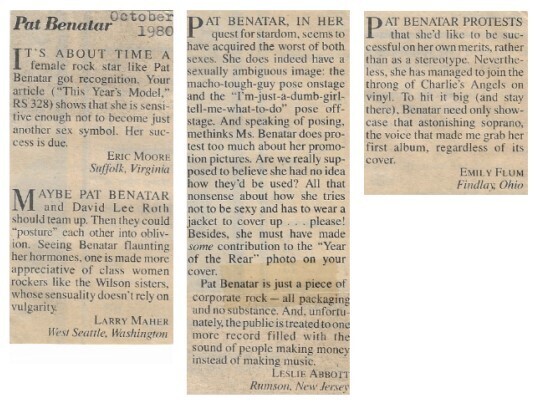 Pat Benatar
October
1980
IT'S ABOUT TIME A
female rock star like Pat
Benatar got recognition. Your
article ("This Year's Model,"
RS 328) shows that she is sensi-
tive enough not to become just
another sex symbol. Her suc-
cess is due.
ERIC MOORE
Suffolk, Virginia
MAYBE PAT BENATAR
and David Lee Roth
should team up. Then they could
"posture" each other into obliv-
ion. Seeing Benatar flaunting
her hormones, one is made more
appreciative of class women
rockers like the Wilson sisters,
whose sensuality doesn't rely on
vulgarity.
LARRY MAHER
West Seattle, Washington
PAT BENATAR, IN HER
quest for stardom, seems to
have acquired the worst of both
sexes. She does indeed have a
sexually ambiguous image: the
macho-tough-guy pose onstage
and the "I'm-just-a-dumb-girl-
tell-me-what-to-do" pose off-
stage. And speaking of posing,
methinks Ms. Benatar does pro-
test too much about her promo-
tion pictures. Are we really sup-
posed to believe she had no idea
how they'd be used? All that
nonsense about how she tries
not to be sexy and has to wear a
jacket to cover up . . . please!
Besides, she must have made
some contribution to the "Year
of the Rear" photo on your
cover.
Pat Benatar is just a piece of
corporate rock — all packaging
and no substance. And, unfortu-
nately, the public is treated to one
more record filled with the
sound of people making money
instead of making music.
LESLIE ABBOTT
Rumson, New Jersey
PAT BENATAR PROTESTS
that she'd like to be suc-
cessful on her own merits, rather
than as a stereotype. Neverthe-
less, she has managed to join the
throng of Charlie's Angels on
vinyl. To hit it big (and stay
there), Benatar need only show-
case that astonishing soprano,
the voice that made me grab her
first album, regardless of its
cover.
EMILY FLUM
Findlay, Ohio